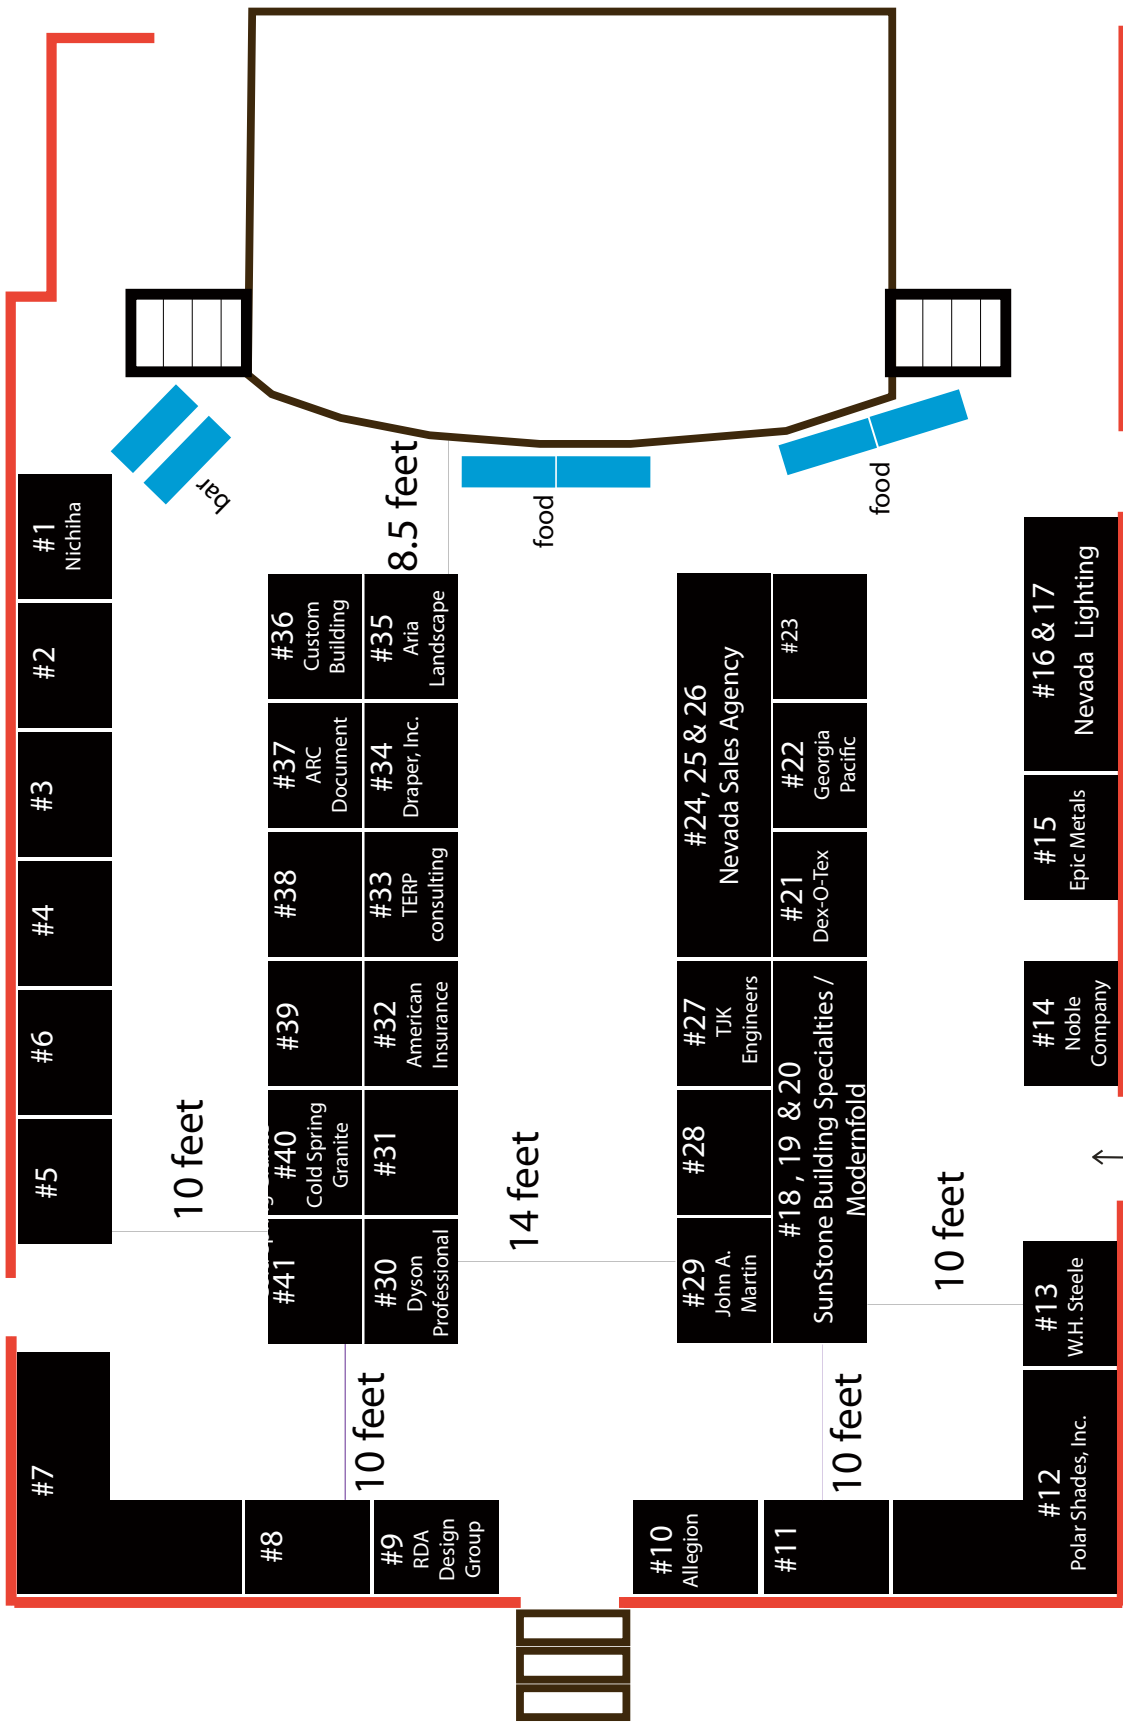 bar
food
food
8.5 feet
#1
Nichiha
#2
#3
#4
#6
#5
#7
10 feet
#36
Custom
Building
#37
ARC
Document
#38
#39
#40
Cold Spring
Granite
#41
#35
Aria
Landscape
#34
Draper, Inc.
#33
TERP
consulting
#32
American
Insurance
#31
#30
Dyson
Professional
14 feet
#24, 25 & 26
Nevada Sales Agency
#27
TJK
Engineers
#28
#29
John A.
Martin
#23
#22
Georgia
Pacific
#21
Dex-O-Tex
#18 , 19 & 20
SunStone Building Specialties /
Modernfold
10 feet
#16 & 17
Nevada Lighting
#15
Epic Metals
#14
Noble
Company
#13
W.H. Steele
#12
Polar Shades, Inc.
10 feet
10 feet
#8
#9
RDA
Design
Group
#10
Allegion
#11